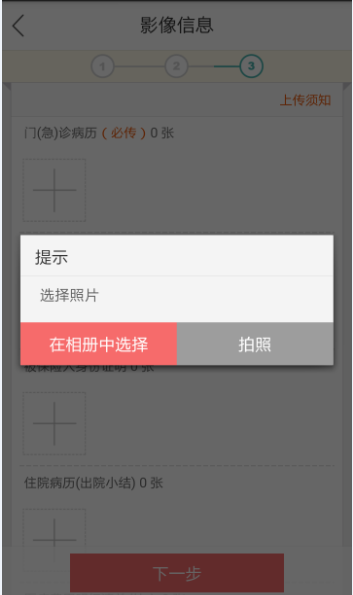 影像信息
1 2 3
上传须知
门(急)诊病历(必传)0 张
提示
选择照片
在相册中选择 拍照
被保险人身份证明 0 张
住院病历(出院小结) 0 张
下一步